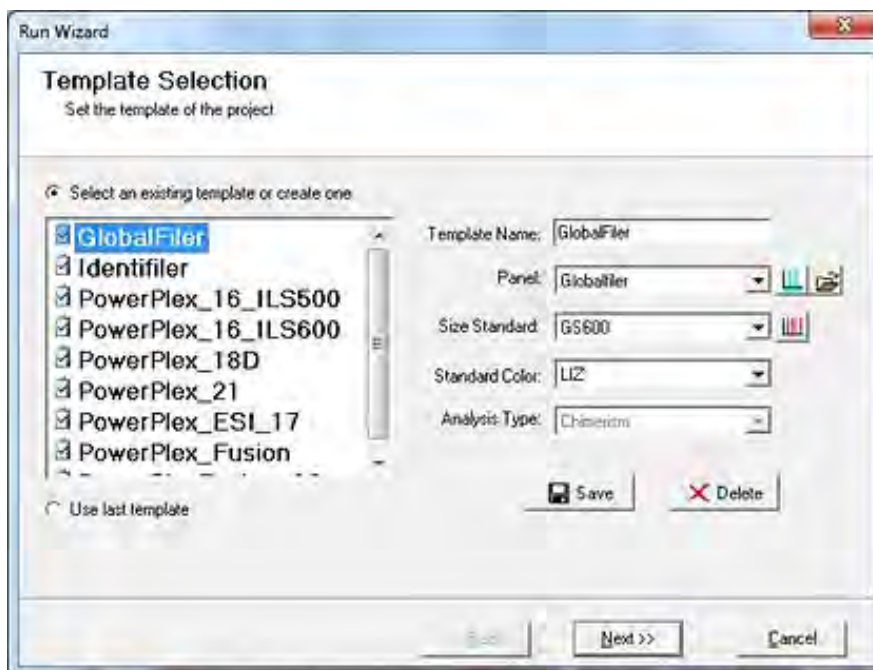 Run Wizard
Template Selection
Set the template of the project
Select an existing template or create one
GlobalFiler
Identifiler
PowerPlex_16_ILS500
PowerPlex_16_ILS600
PowerPlex_18D
PowerPlex_21
PowerPlex_ESI_17
PowerPlex_Fusion
Template Name: GlobalFiler
Panel: Globalfiler
Size Standard: GS600
Standard Color: LIZ
Analysis Type: Chimerism
Save Delete
Use last template
Next >> Cancel